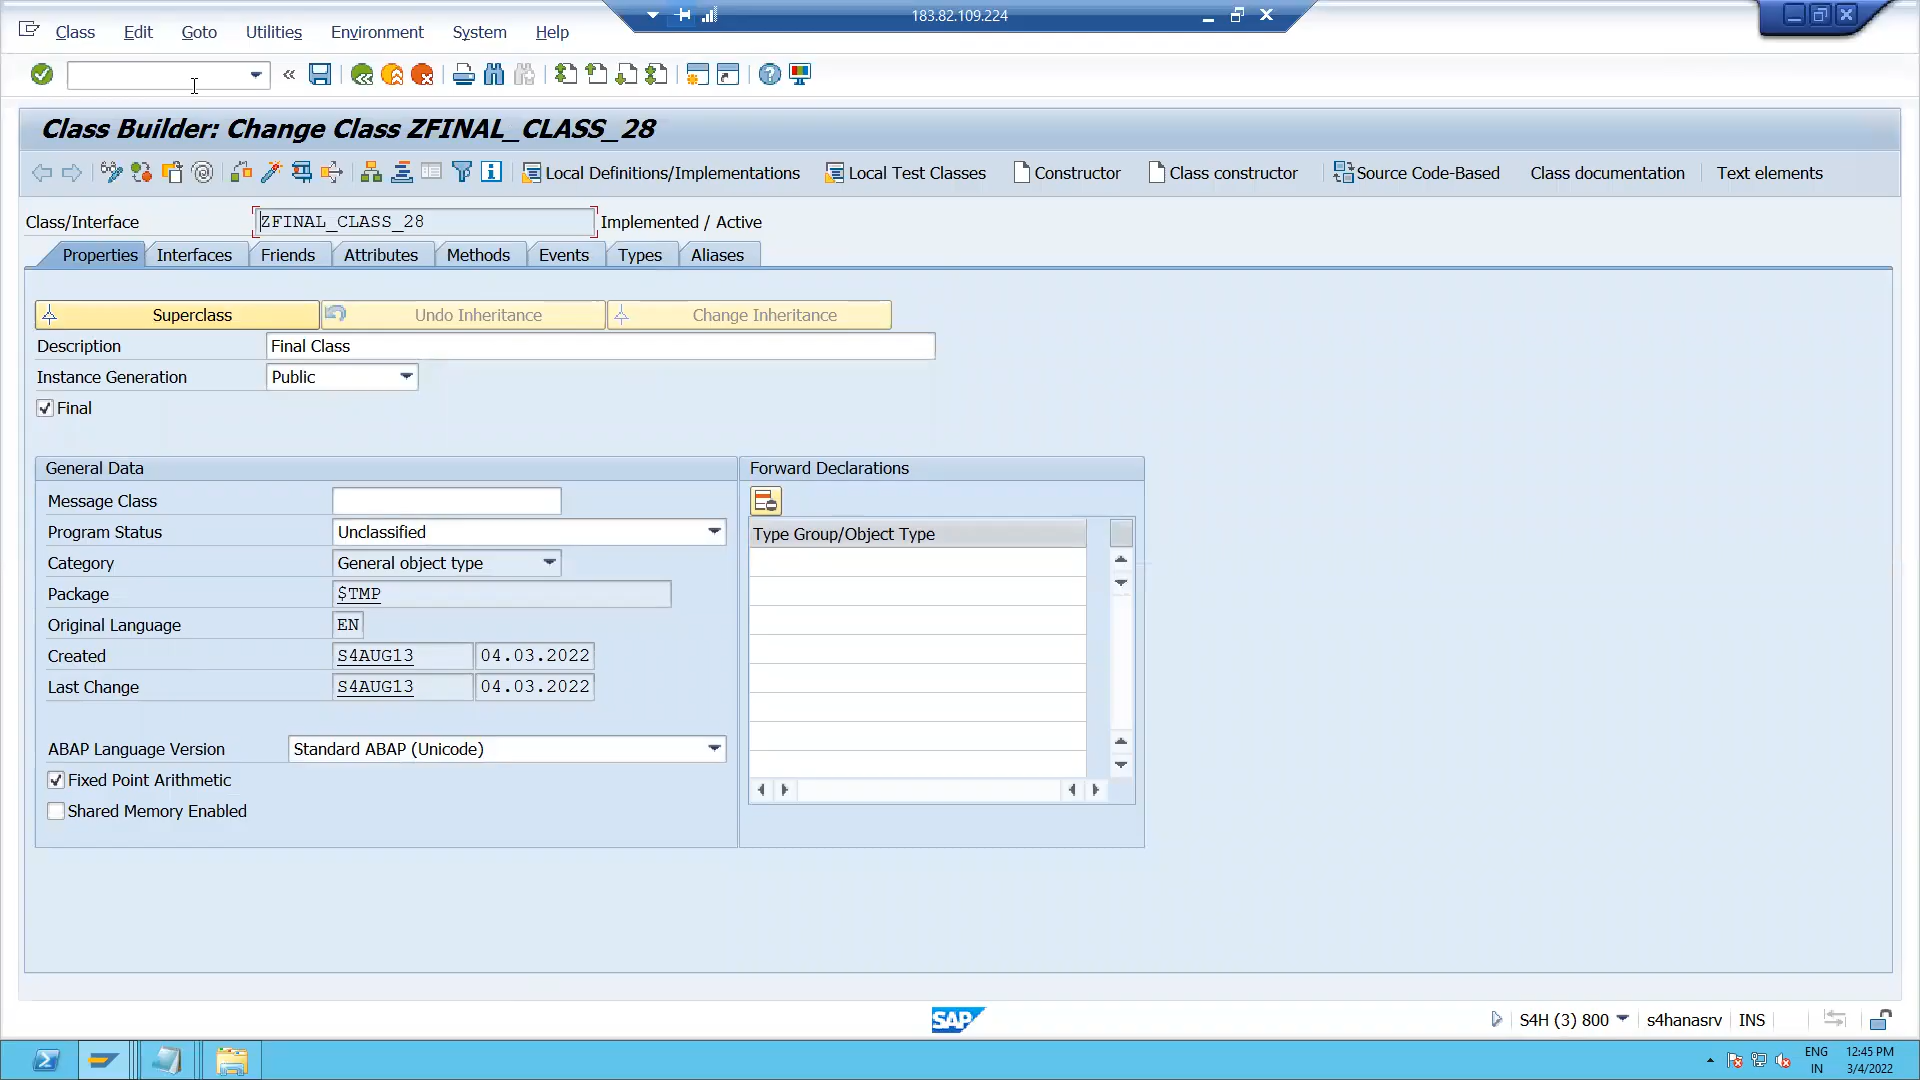 183.82.109.224
Class Edit Goto Utilities Environment System Help
Class Builder: Change Class ZFINAL_CLASS_28
Local Definitions/Implementations Local Test Classes Constructor Class constructor Source Code-Based Class documentation Text elements
Class/Interface ZFINAL_CLASS_28 Implemented / Active
Properties Interfaces Friends Attributes Methods Events Types Aliases
Superclass Undo Inheritance Change Inheritance
Description Final Class
Instance Generation Public
Final
General Data Forward Declarations
Message Class
Type Group/Object Type
Program Status Unclassified
Category General object type
Package $TMP
Original Language EN
Created S4AUG13 04.03.2022
Last Change S4AUG13 04.03.2022
ABAP Language Version Standard ABAP (Unicode)
Fixed Point Arithmetic
Shared Memory Enabled
SAP S4H (3) 800 s4hanasrv INS
ENG 12:45 PM
IN 3/4/2022